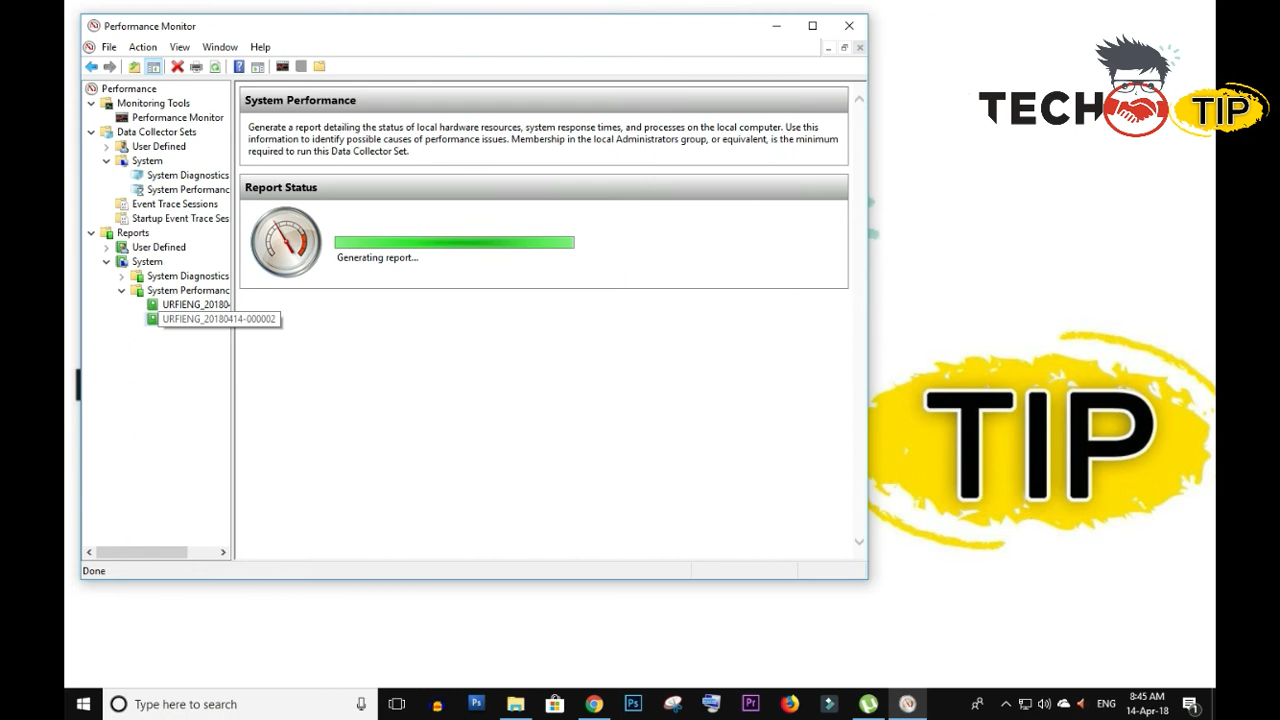 Performance Monitor
File Action View Window Help
Performance
Monitoring Tools
Performance Monitor
Data Collector Sets
User Defined
System
System Diagnostics
System Performanc
Event Trace Sessions
Startup Event Trace Ses
Reports
User Defined
System
System Diagnostics
System Performanc
URFIENG_20180
URFIENG_20180414-000002
System Performance
Generate a report detailing the status of local hardware resources, system response times, and processes on the local computer. Use this
information to identify possible causes of performance issues. Membership in the local Administrators group, or equivalent, is the minimum
required to run this Data Collector Set.
Report Status
Generating report...
Done
TECH TIP
TIP
Type here to search
Ps
Ps
Pr
ENG
8:45 AM
14-Apr-18
1